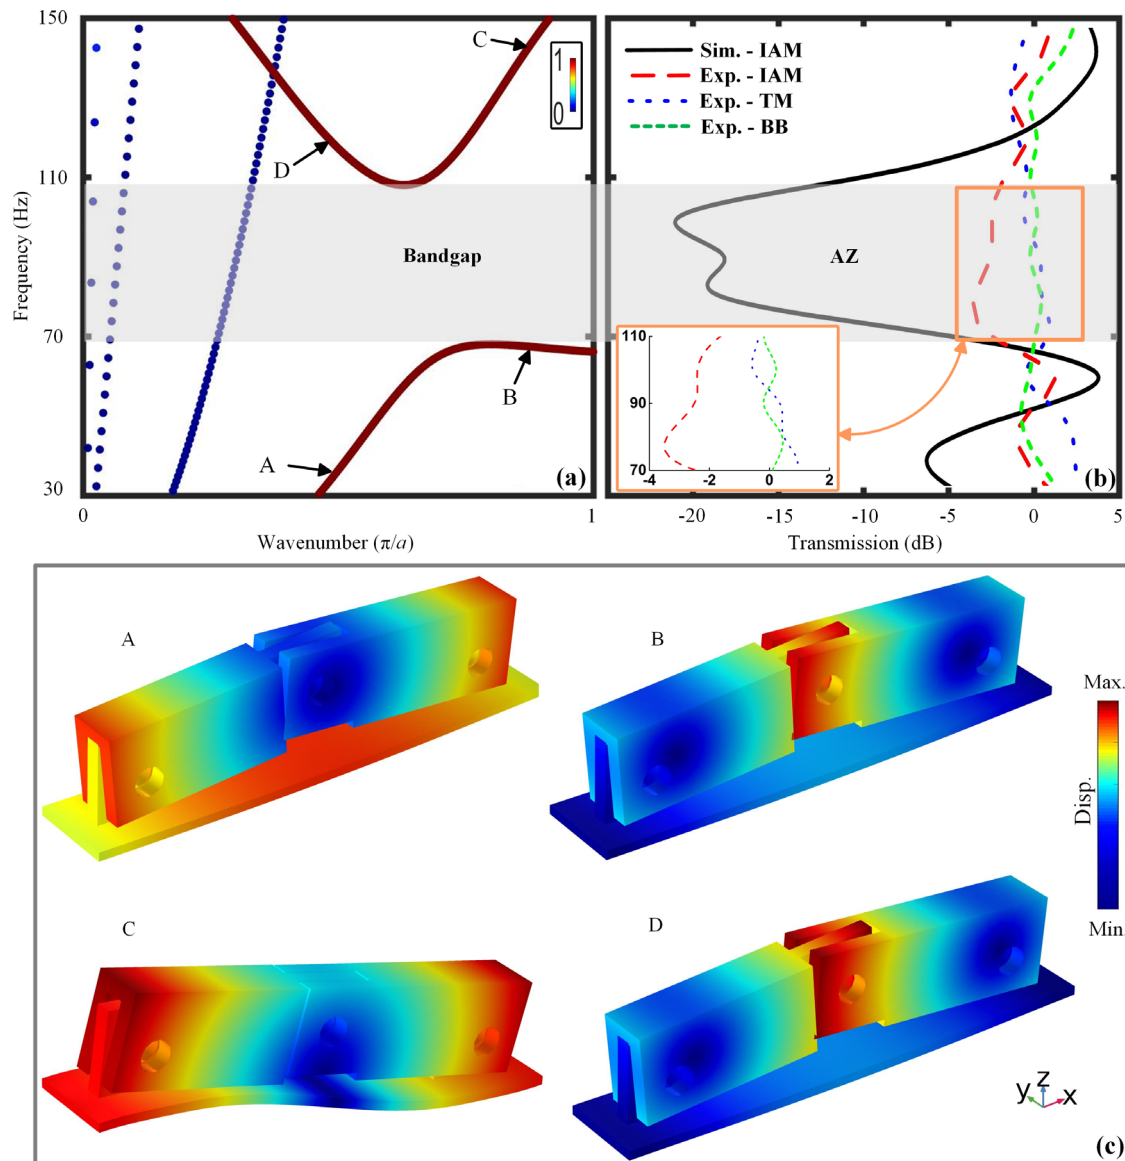 150
110
70
30
Frequency (Hz)
A
B
C
D
1
0
Bandgap
(a)
0
1
Wavenumber (π/a)
Sim. - IAM
Exp. - IAM
Exp. - TM
Exp. - BB
AZ
110
90
70
-4
-2
0
2
(b)
-20
-15
-10
-5
0
5
Transmission (dB)
A
B
C
D
Max.
Disp.
Min.
z
y
x
(c)